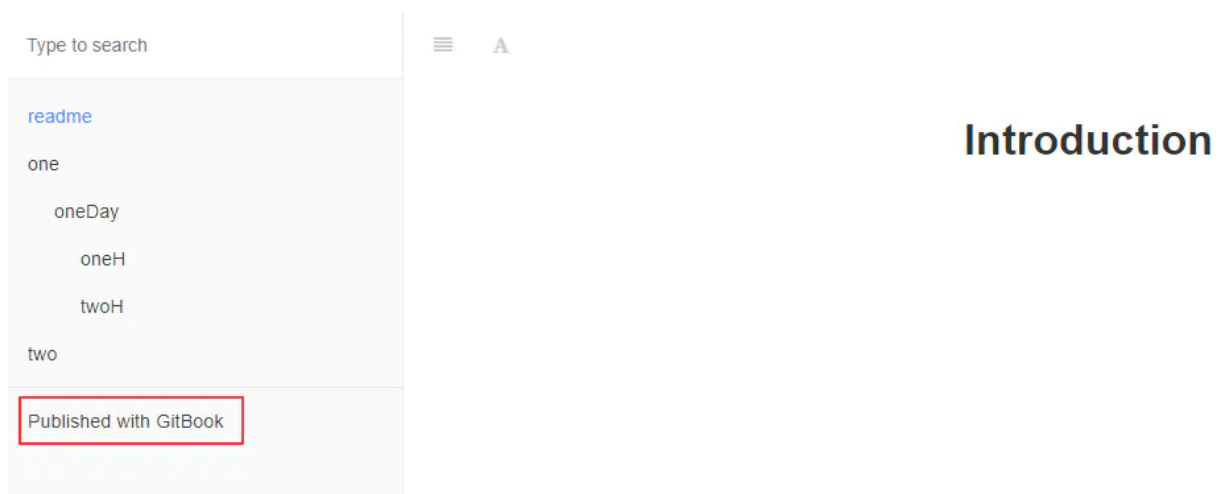 Type to search
A
Introduction
readme
one
oneDay
oneH
twoH
two
Published with GitBook